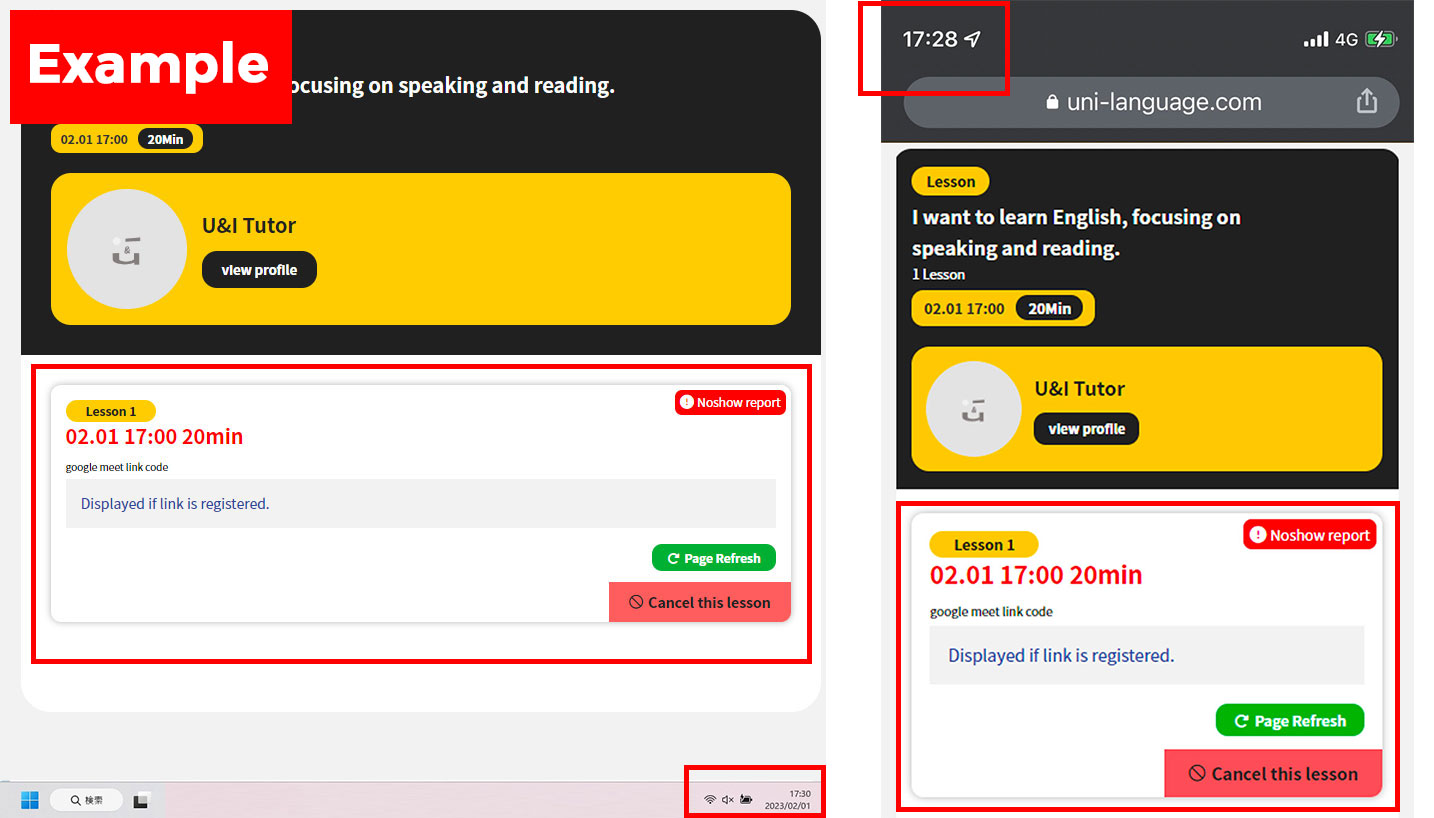 Example
ocusing on speaking and reading.
02.01 17:00 20Min
U&I Tutor
view profile
Lesson 1
Noshow report
02.01 17:00 20min
google meet link code
Displayed if link is registered.
Page Refresh
Cancel this lesson
検索
17:30
2023/02/01
17:28
4G
uni-language.com
Lesson
I want to learn English, focusing on
speaking and reading.
1 Lesson
02.01 17:00 20Min
U&I Tutor
view profile
Lesson 1
Noshow report
02.01 17:00 20min
google meet link code
Displayed if link is registered.
Page Refresh
Cancel this lesson